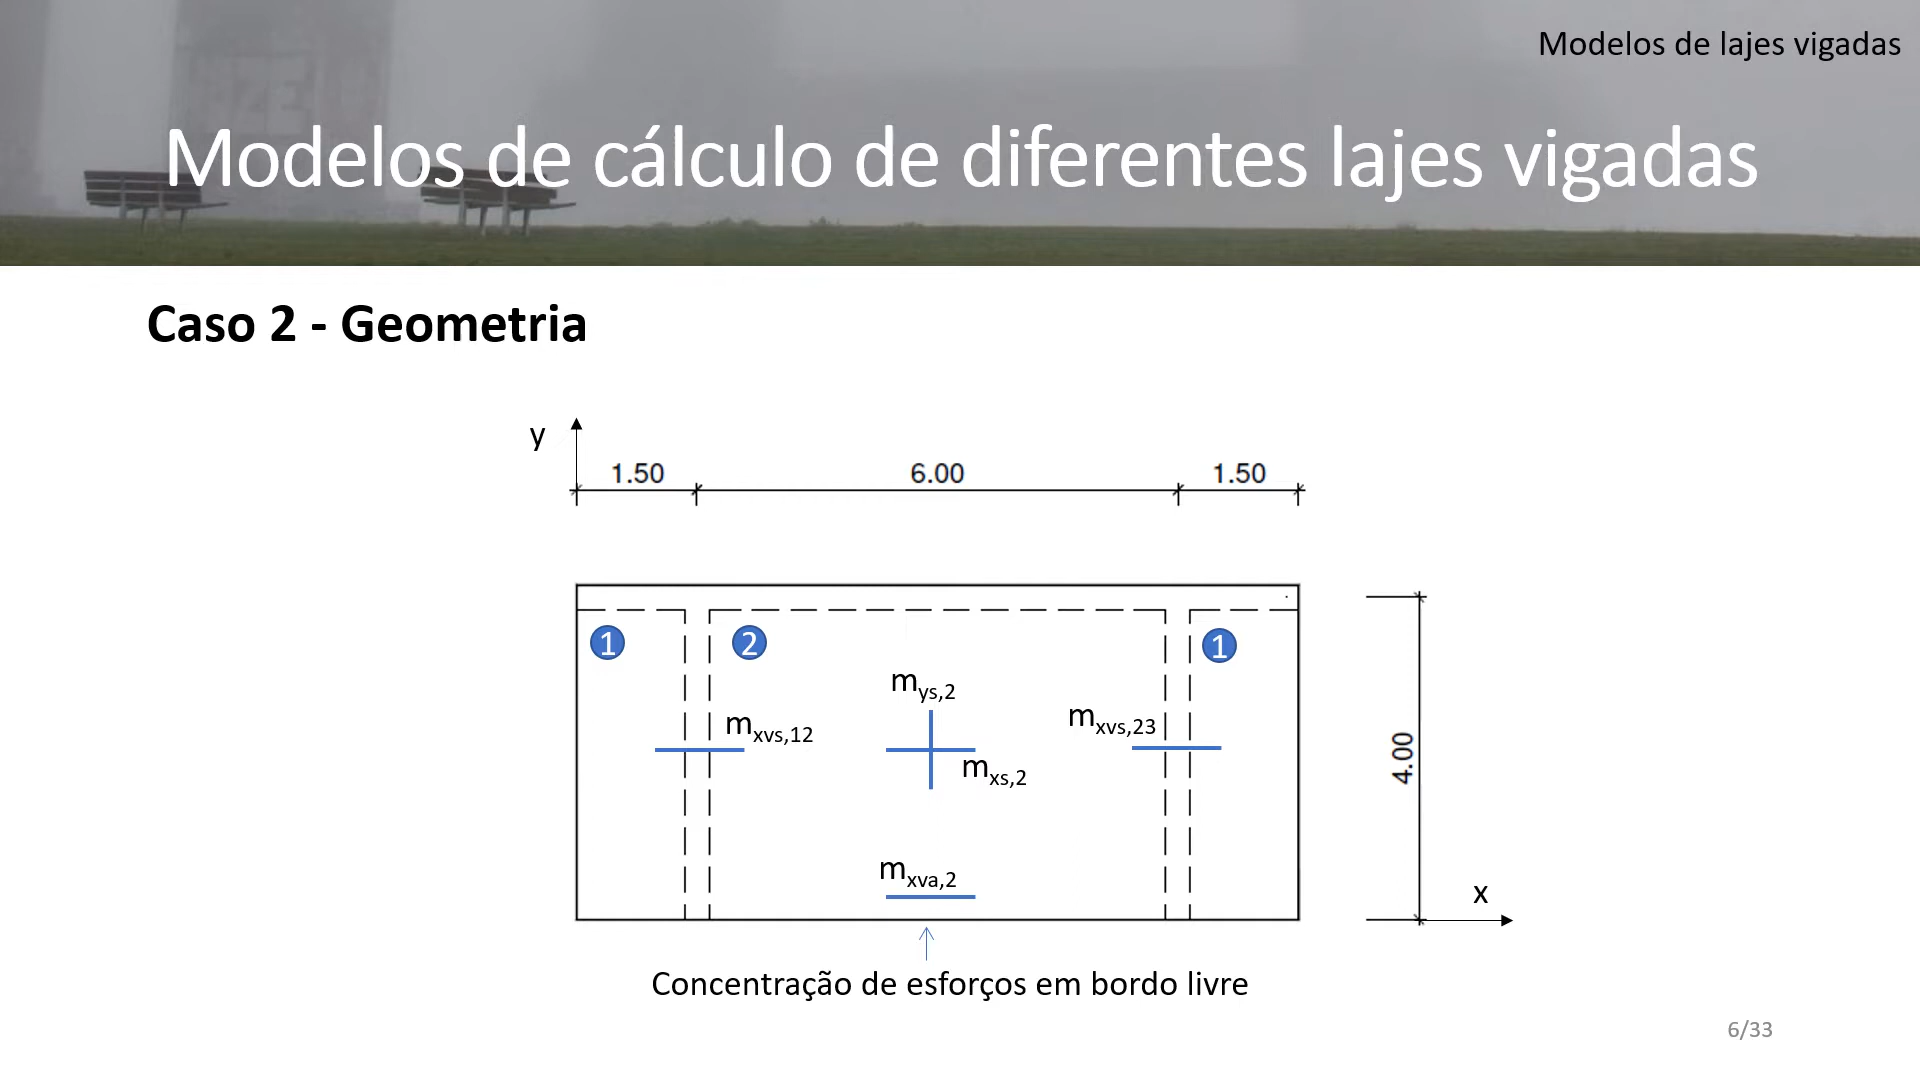 Modelos de lajes vigadas
Modelos de cálculo de diferentes lajes vigadas
Caso 2 - Geometria
y
1.50 6.00 1.50
1 2 1
mys,2
mxvs,12 mxvs,23
mxs,2
4.00
mxva,2
x
Concentração de esforços em bordo livre
6/33